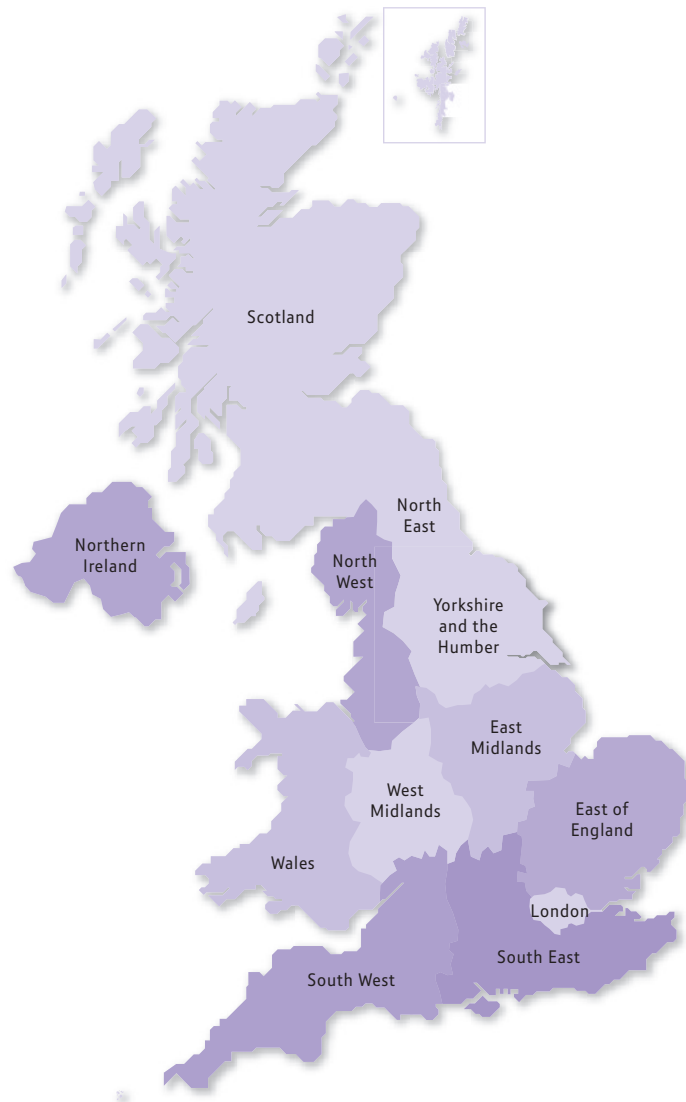 Scotland
North
East
Northern
Ireland
North
West
Yorkshire
and the
Humber
East
Midlands
West
Midlands
East of
England
Wales
London
South East
South West